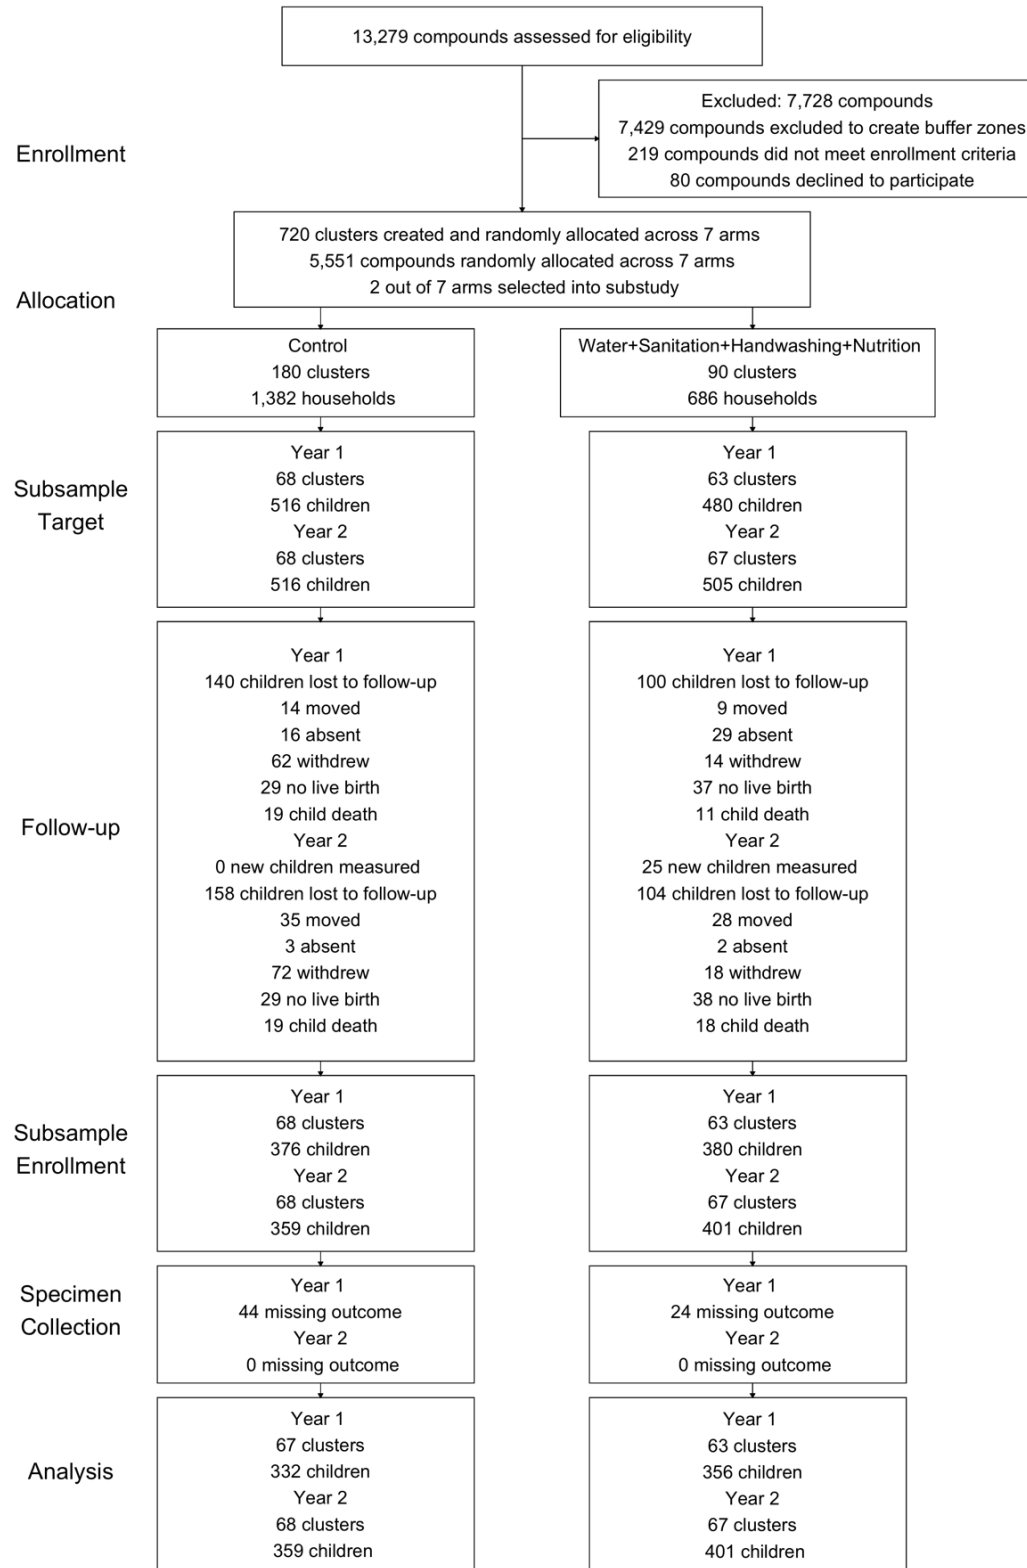 13,279 compounds assessed for eligibility
Enrollment
Excluded: 7,728 compounds
7,429 compounds excluded to create buffer zones
219 compounds did not meet enrollment criteria
80 compounds declined to participate
Allocation
720 clusters created and randomly allocated across 7 arms
5,551 compounds randomly allocated across 7 arms
2 out of 7 arms selected into substudy
Control
180 clusters
1,382 households
Water+Sanitation+Handwashing+Nutrition
90 clusters
686 households
Subsample
Target
Year 1
68 clusters
516 children
Year 2
68 clusters
516 children
Year 1
63 clusters
480 children
Year 2
67 clusters
505 children
Follow-up
Year 1
140 children lost to follow-up
14 moved
16 absent
62 withdrew
29 no live birth
19 child death
Year 2
0 new children measured
158 children lost to follow-up
35 moved
3 absent
72 withdrew
29 no live birth
19 child death
Year 1
100 children lost to follow-up
9 moved
29 absent
14 withdrew
37 no live birth
11 child death
Year 2
25 new children measured
104 children lost to follow-up
28 moved
2 absent
18 withdrew
38 no live birth
18 child death
Subsample
Enrollment
Year 1
68 clusters
376 children
Year 2
68 clusters
359 children
Year 1
63 clusters
380 children
Year 2
67 clusters
401 children
Specimen
Collection
Year 1
44 missing outcome
Year 2
0 missing outcome
Year 1
24 missing outcome
Year 2
0 missing outcome
Analysis
Year 1
67 clusters
332 children
Year 2
68 clusters
359 children
Year 1
63 clusters
356 children
Year 2
67 clusters
401 children